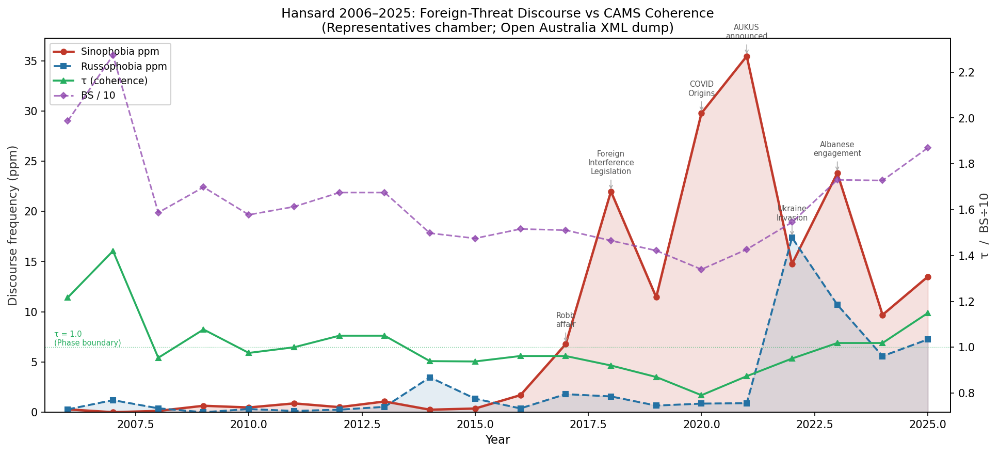 Hansard 2006–2025: Foreign-Threat Discourse vs CAMS Coherence
(Representatives chamber; Open Australia XML dump)
AUKUS
announced
Sinophobia ppm
Russophobia ppm
τ (coherence)
BS / 10
COVID
Origins
Foreign
Interference
Legislation
Albanese
engagement
Ukraine
Invasion
Robb
affair
τ = 1.0
(Phase boundary)
Discourse frequency (ppm)
35
30
25
20
15
10
5
0
2.2
2.0
1.8
1.6
1.4
1.2
1.0
0.8
τ / BS÷10
2007.5
2010.0
2012.5
2015.0
2017.5
2020.0
2022.5
2025.0
Year